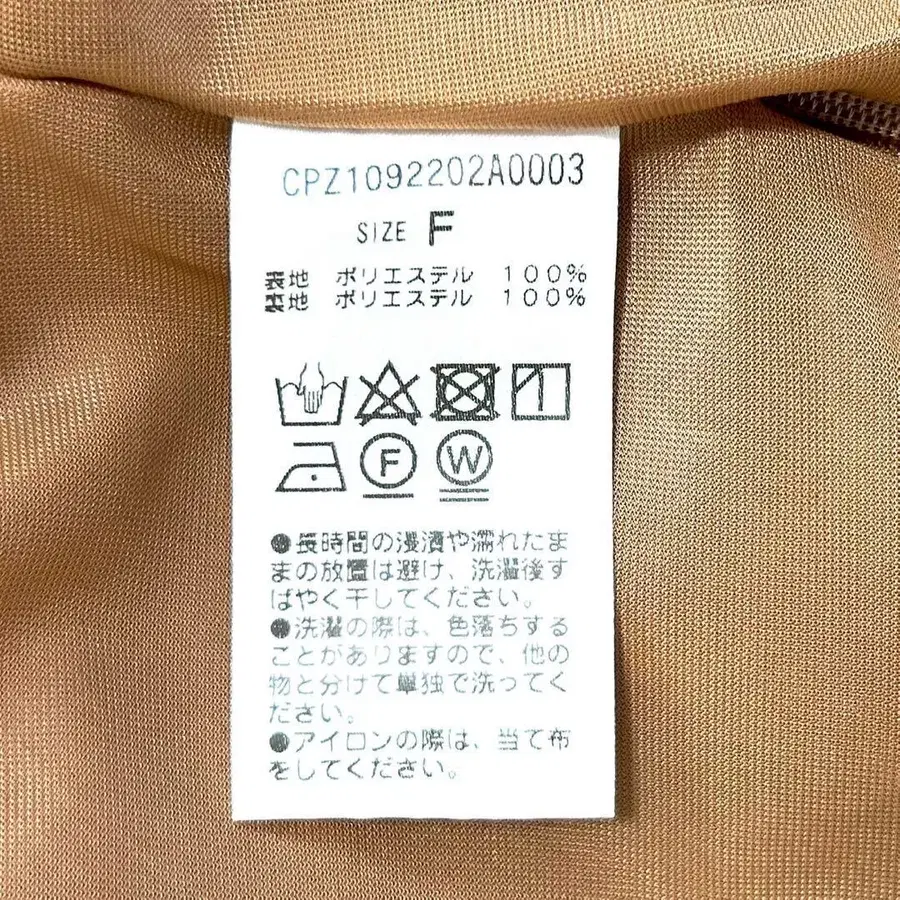 CPZ1092202A0003
SIZE F
表地 ポリエステル 100%
裏地 ポリエステル 100%
F
W
●長時間の浸漬や濡れたま
まの放置は避け、洗濯後す
ばやく干してください。
●洗濯の際は、色落ちする
ことがありますので、他の
物と分けて単独で洗ってく
ださい。
●アイロンの際は、当て布
をしてください。